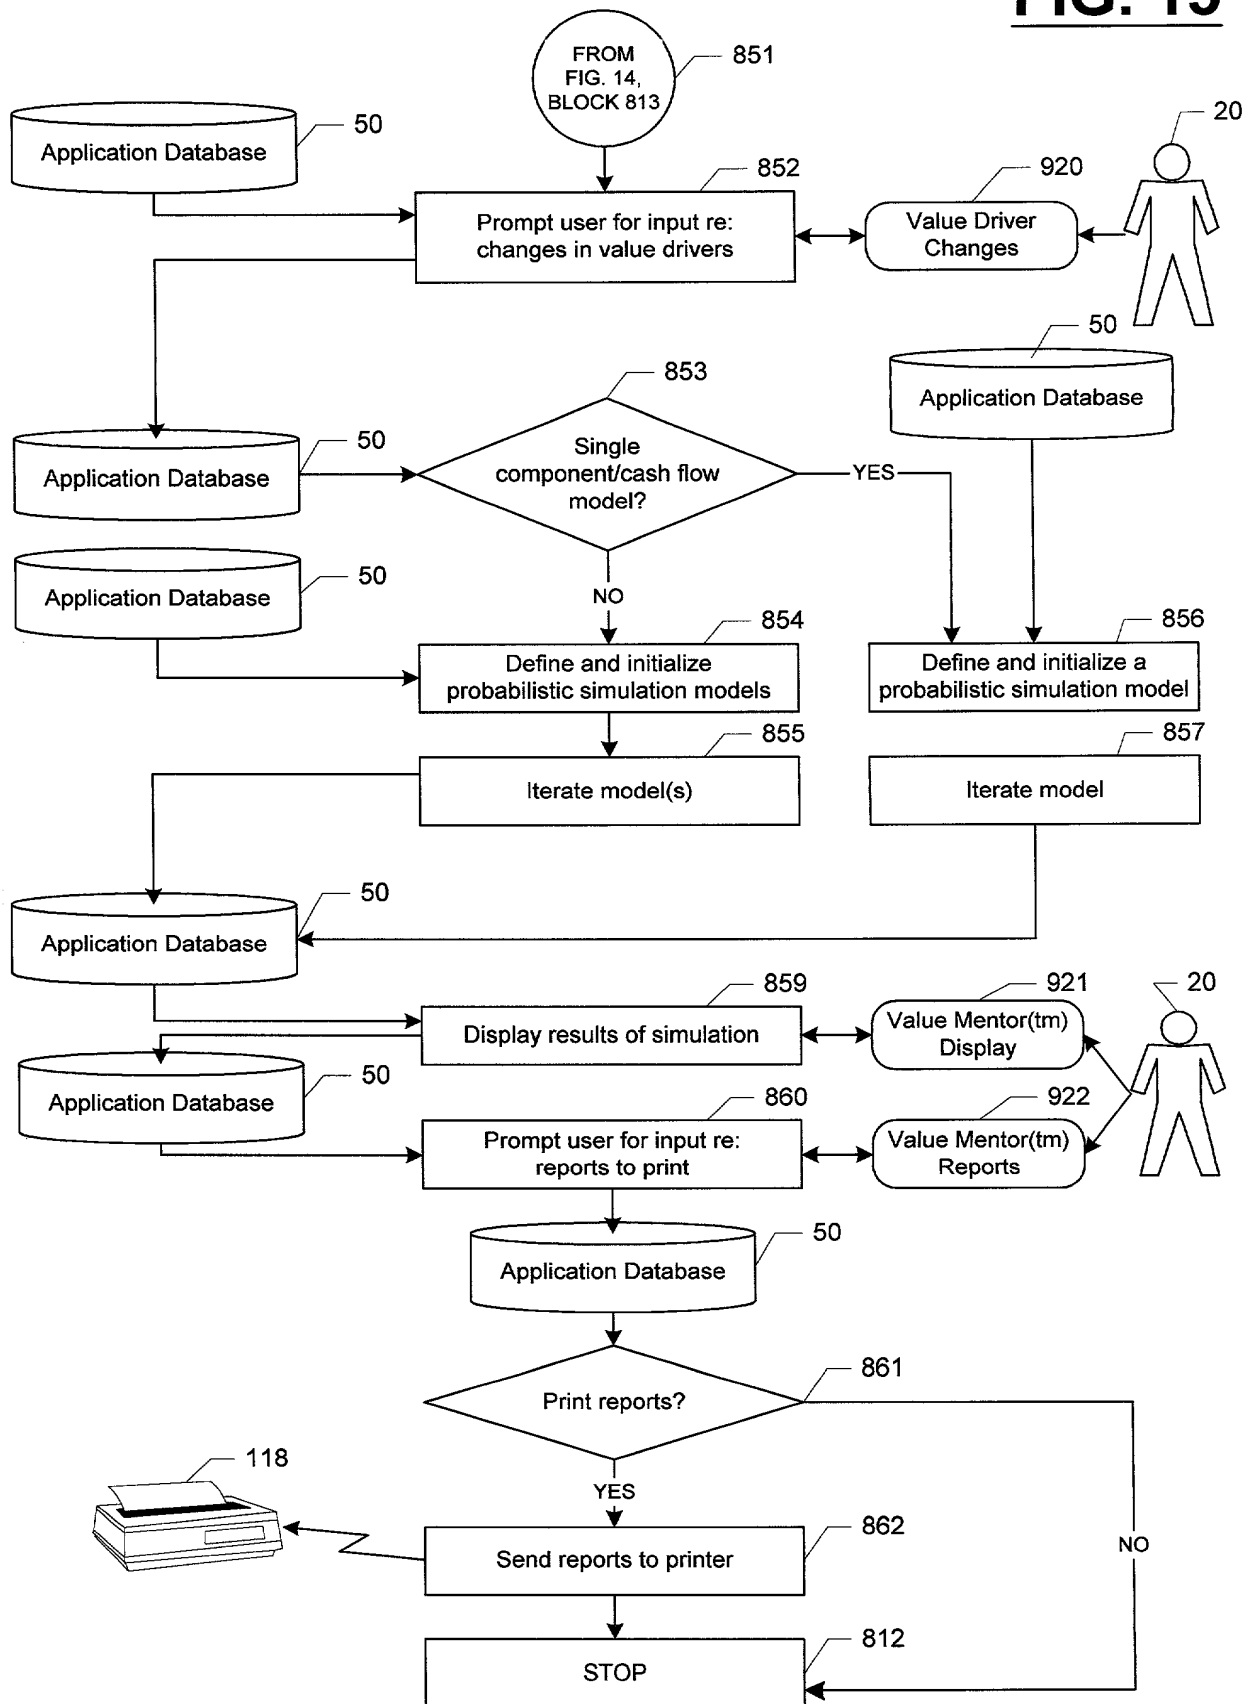 FIG. 15
FROM
FIG. 14,
BLOCK 813
851
Application Database
50
20
852
920
Prompt user for input re:
changes in value drivers
Value Driver
Changes
50
853
Application Database
Single
component/cash flow
model?
YES
Application Database
50
Application Database
50
NO
854
856
Define and initialize
probabilistic simulation models
Define and initialize a
probabilistic simulation model
855
857
Iterate model(s)
Iterate model
50
Application Database
859
921
20
Display results of simulation
Value Mentor(tm)
Display
50
Application Database
860
922
Prompt user for input re:
reports to print
Value Mentor(tm)
Reports
50
Application Database
861
Print reports?
118
YES
862
NO
Send reports to printer
812
STOP